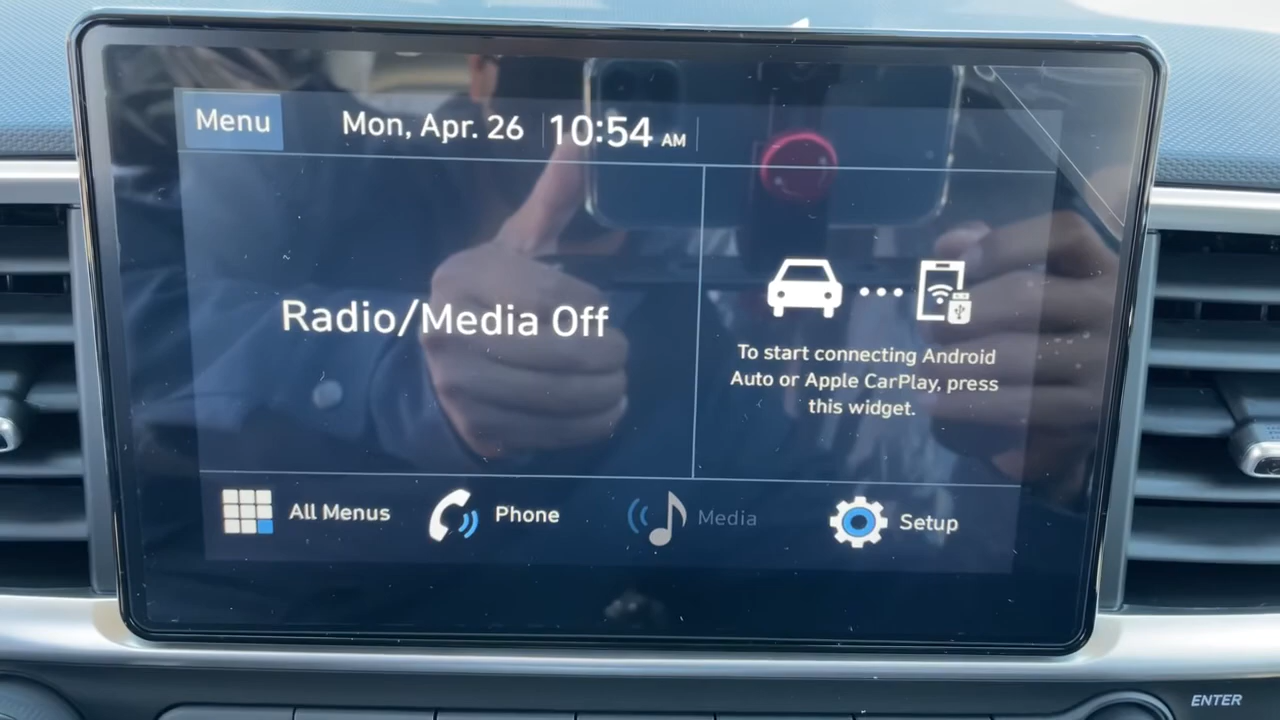 Menu
Mon, Apr. 26
10:54 AM
Radio/Media Off
To start connecting Android
Auto or Apple CarPlay, press
this widget.
All Menus
Phone
Media
Setup
ENTER